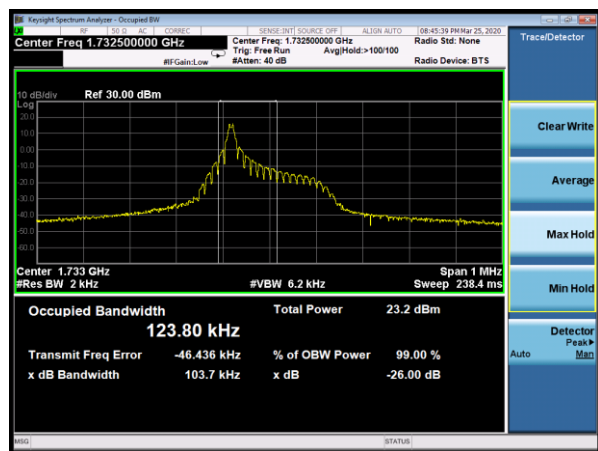 Keysight Spectrum Analyzer - Occupied BW
RF 50 Ω AC CORREC SENSE:INT SOURCE OFF ALIGN AUTO 08:45:39 PM Mar 25, 2020
Center Freq 1.732500000 GHz Center Freq: 1.732500000 GHz Radio Std: None
Trig: Free Run Avg|Hold:>100/100
#IFGain:Low #Atten: 40 dB Radio Device: BTS
10 dB/div Ref 30.00 dBm
Log
20.0
10.0
0.00
-10.0
-20.0
-30.0
-40.0
-50.0
-60.0
Center 1.733 GHz Span 1 MHz
#Res BW 2 kHz #VBW 6.2 kHz Sweep 238.4 ms
Occupied Bandwidth Total Power 23.2 dBm
123.80 kHz
Transmit Freq Error -46.436 kHz % of OBW Power 99.00 %
x dB Bandwidth 103.7 kHz x dB -26.00 dB
MSG STATUS
Trace/Detector
Clear Write
Average
Max Hold
Min Hold
Detector
Peak▶
Auto Man